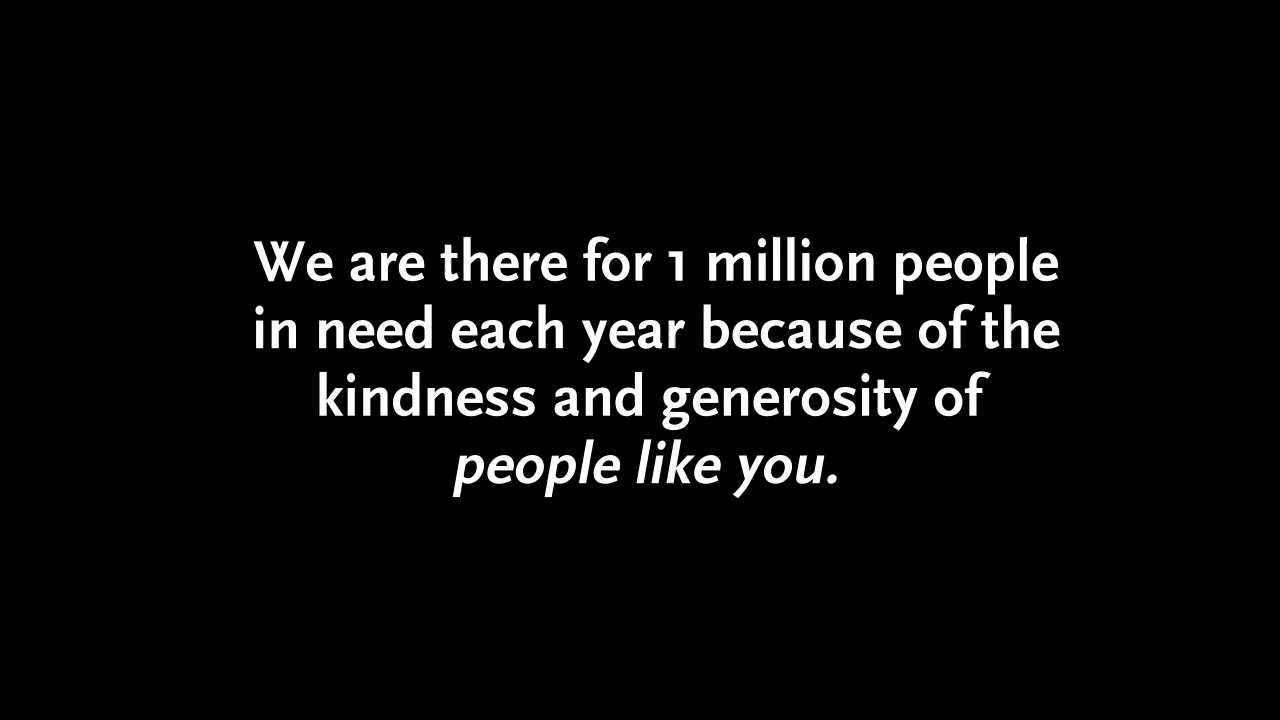 We are there for 1 million people
in need each year because of the
kindness and generosity of
people like you.